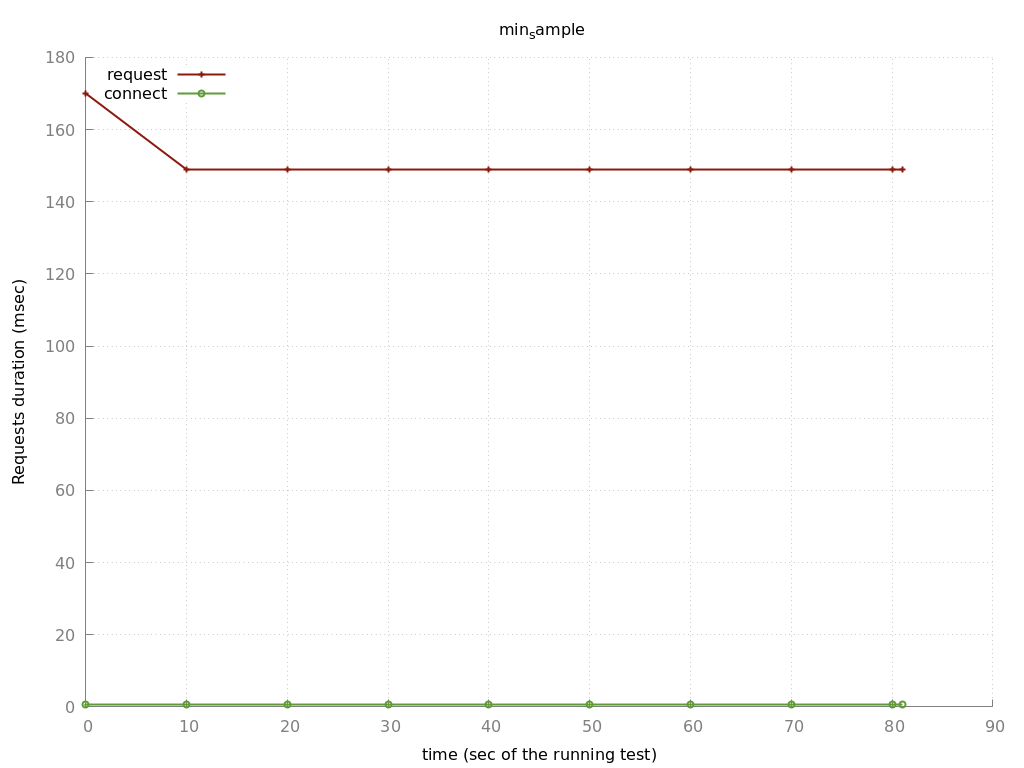 min_sample
180
request
connect
160
140
120
100
80
60
40
20
0
Requests duration (msec)
0 10 20 30 40 50 60 70 80 90
time (sec of the running test)